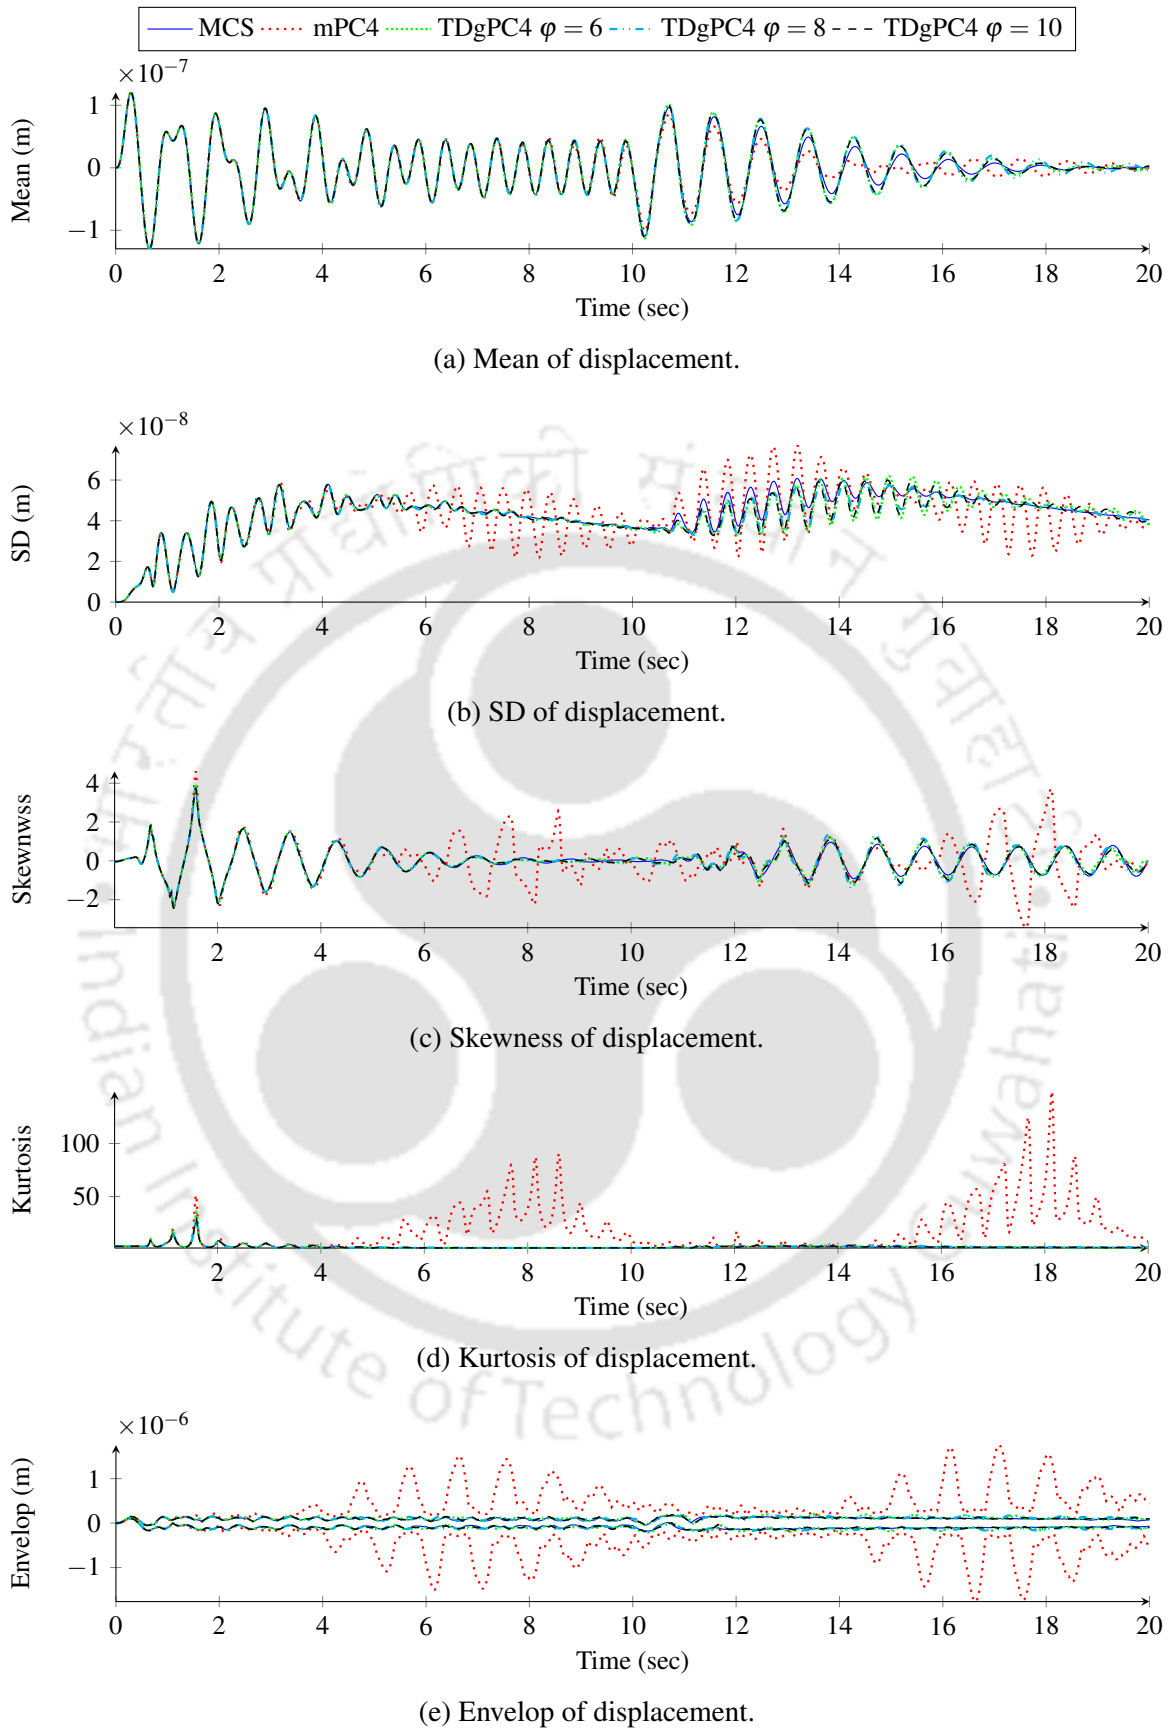 MCS mPC4 TDgPC4 φ = 6 TDgPC4 φ = 8 TDgPC4 φ = 10
×10−7
Mean (m)
1
0
−1
0 2 4 6 8 10 12 14 16 18 20
Time (sec)
(a) Mean of displacement.
×10−8
SD (m)
6
4
2
0
0 2 4 6 8 10 12 14 16 18 20
Time (sec)
(b) SD of displacement.
Skewnwss
4
2
0
−2
2 4 6 8 10 12 14 16 18 20
Time (sec)
(c) Skewness of displacement.
Kurtosis
100
50
2 4 6 8 10 12 14 16 18 20
Time (sec)
(d) Kurtosis of displacement.
×10−6
Envelop (m)
1
0
−1
0 2 4 6 8 10 12 14 16 18 20
Time (sec)
(e) Envelop of displacement.
Indian Institute of Technology Guwahati